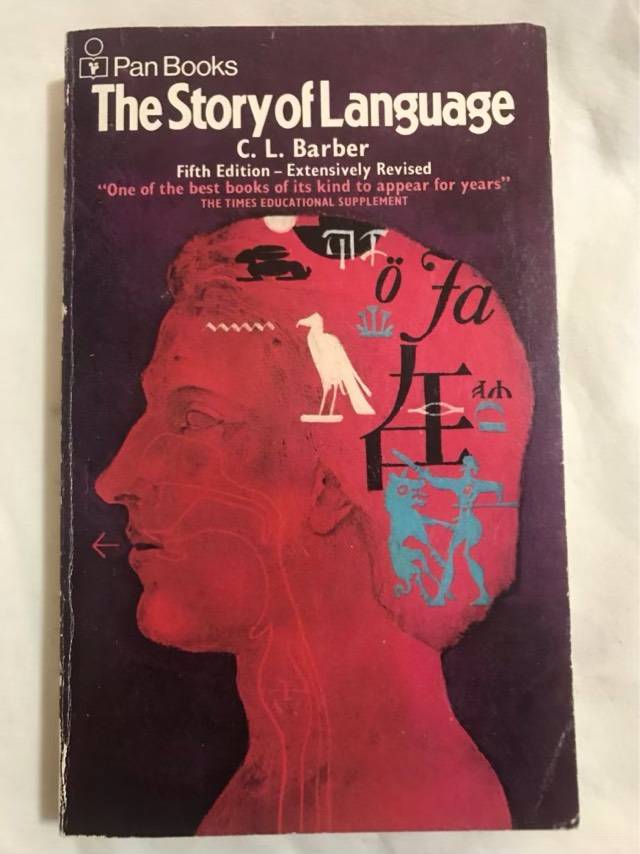 Pan Books
The Story of Language
C. L. Barber
Fifth Edition – Extensively Revised
“One of the best books of its kind to appear for years”
THE TIMES EDUCATIONAL SUPPLEMENT
ö fa